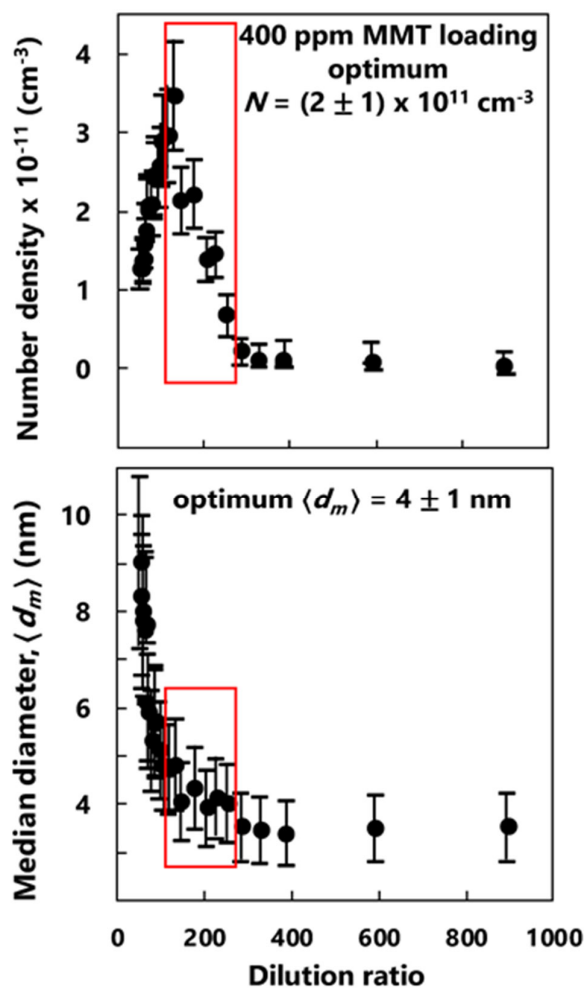 Number density x 10⁻¹¹ (cm⁻³)
4
3
2
1
0
400 ppm MMT loading
optimum
N = (2 ± 1) x 10¹¹ cm⁻³
Median diameter, ⟨dₘ⟩ (nm)
10
8
6
4
optimum ⟨dₘ⟩ = 4 ± 1 nm
0 200 400 600 800 1000
Dilution ratio